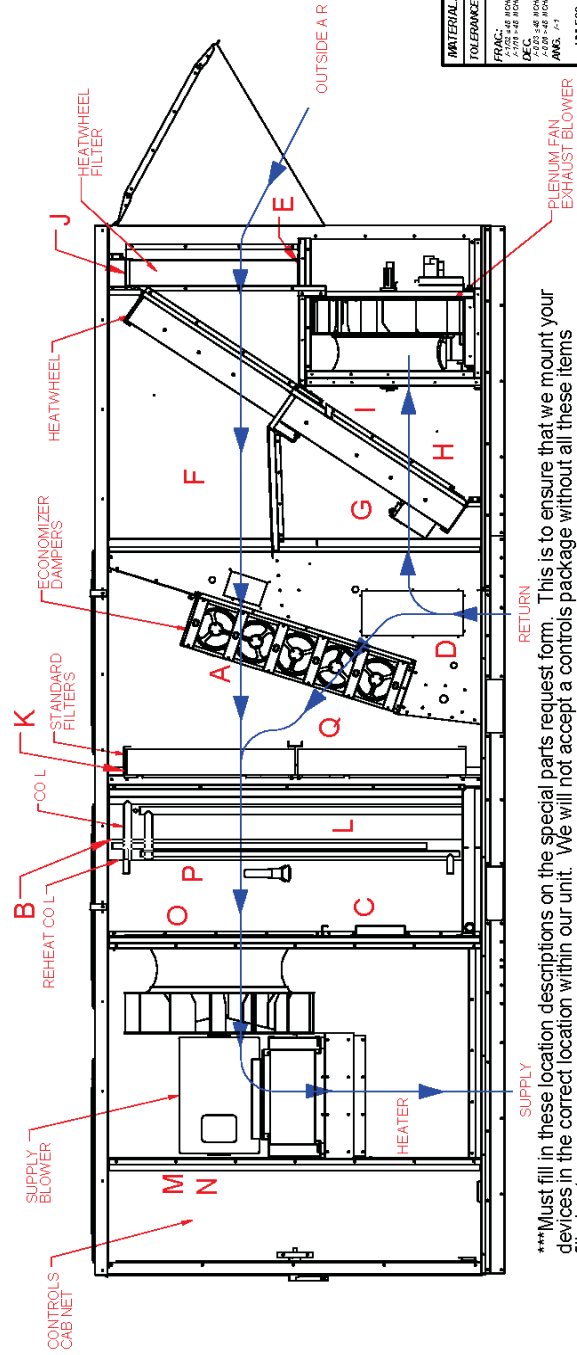 CONTROLS
CAB NET
SUPPLY
BLOWER
REHEAT CO L
B
CO L
K
STANDARD
FILTERS
ECONOMIZER
DAMPERS
HEATWHEEL
J
HEATWHEEL
FILTER
OUTSIDE A R
E
F
A
Q
O
P
L
C
M
N
G
I
H
D
HEATER
SUPPLY
RETURN
PLENUM FAN
EXHAUST BLOWER
***Must fill in these location descriptions on the special parts request form. This is to ensure that we mount your
devices in the correct location within our unit. We will not accept a controls package without all these items
MATERIAL
TOLERANCE
FRAC:
DEC.
ANG.